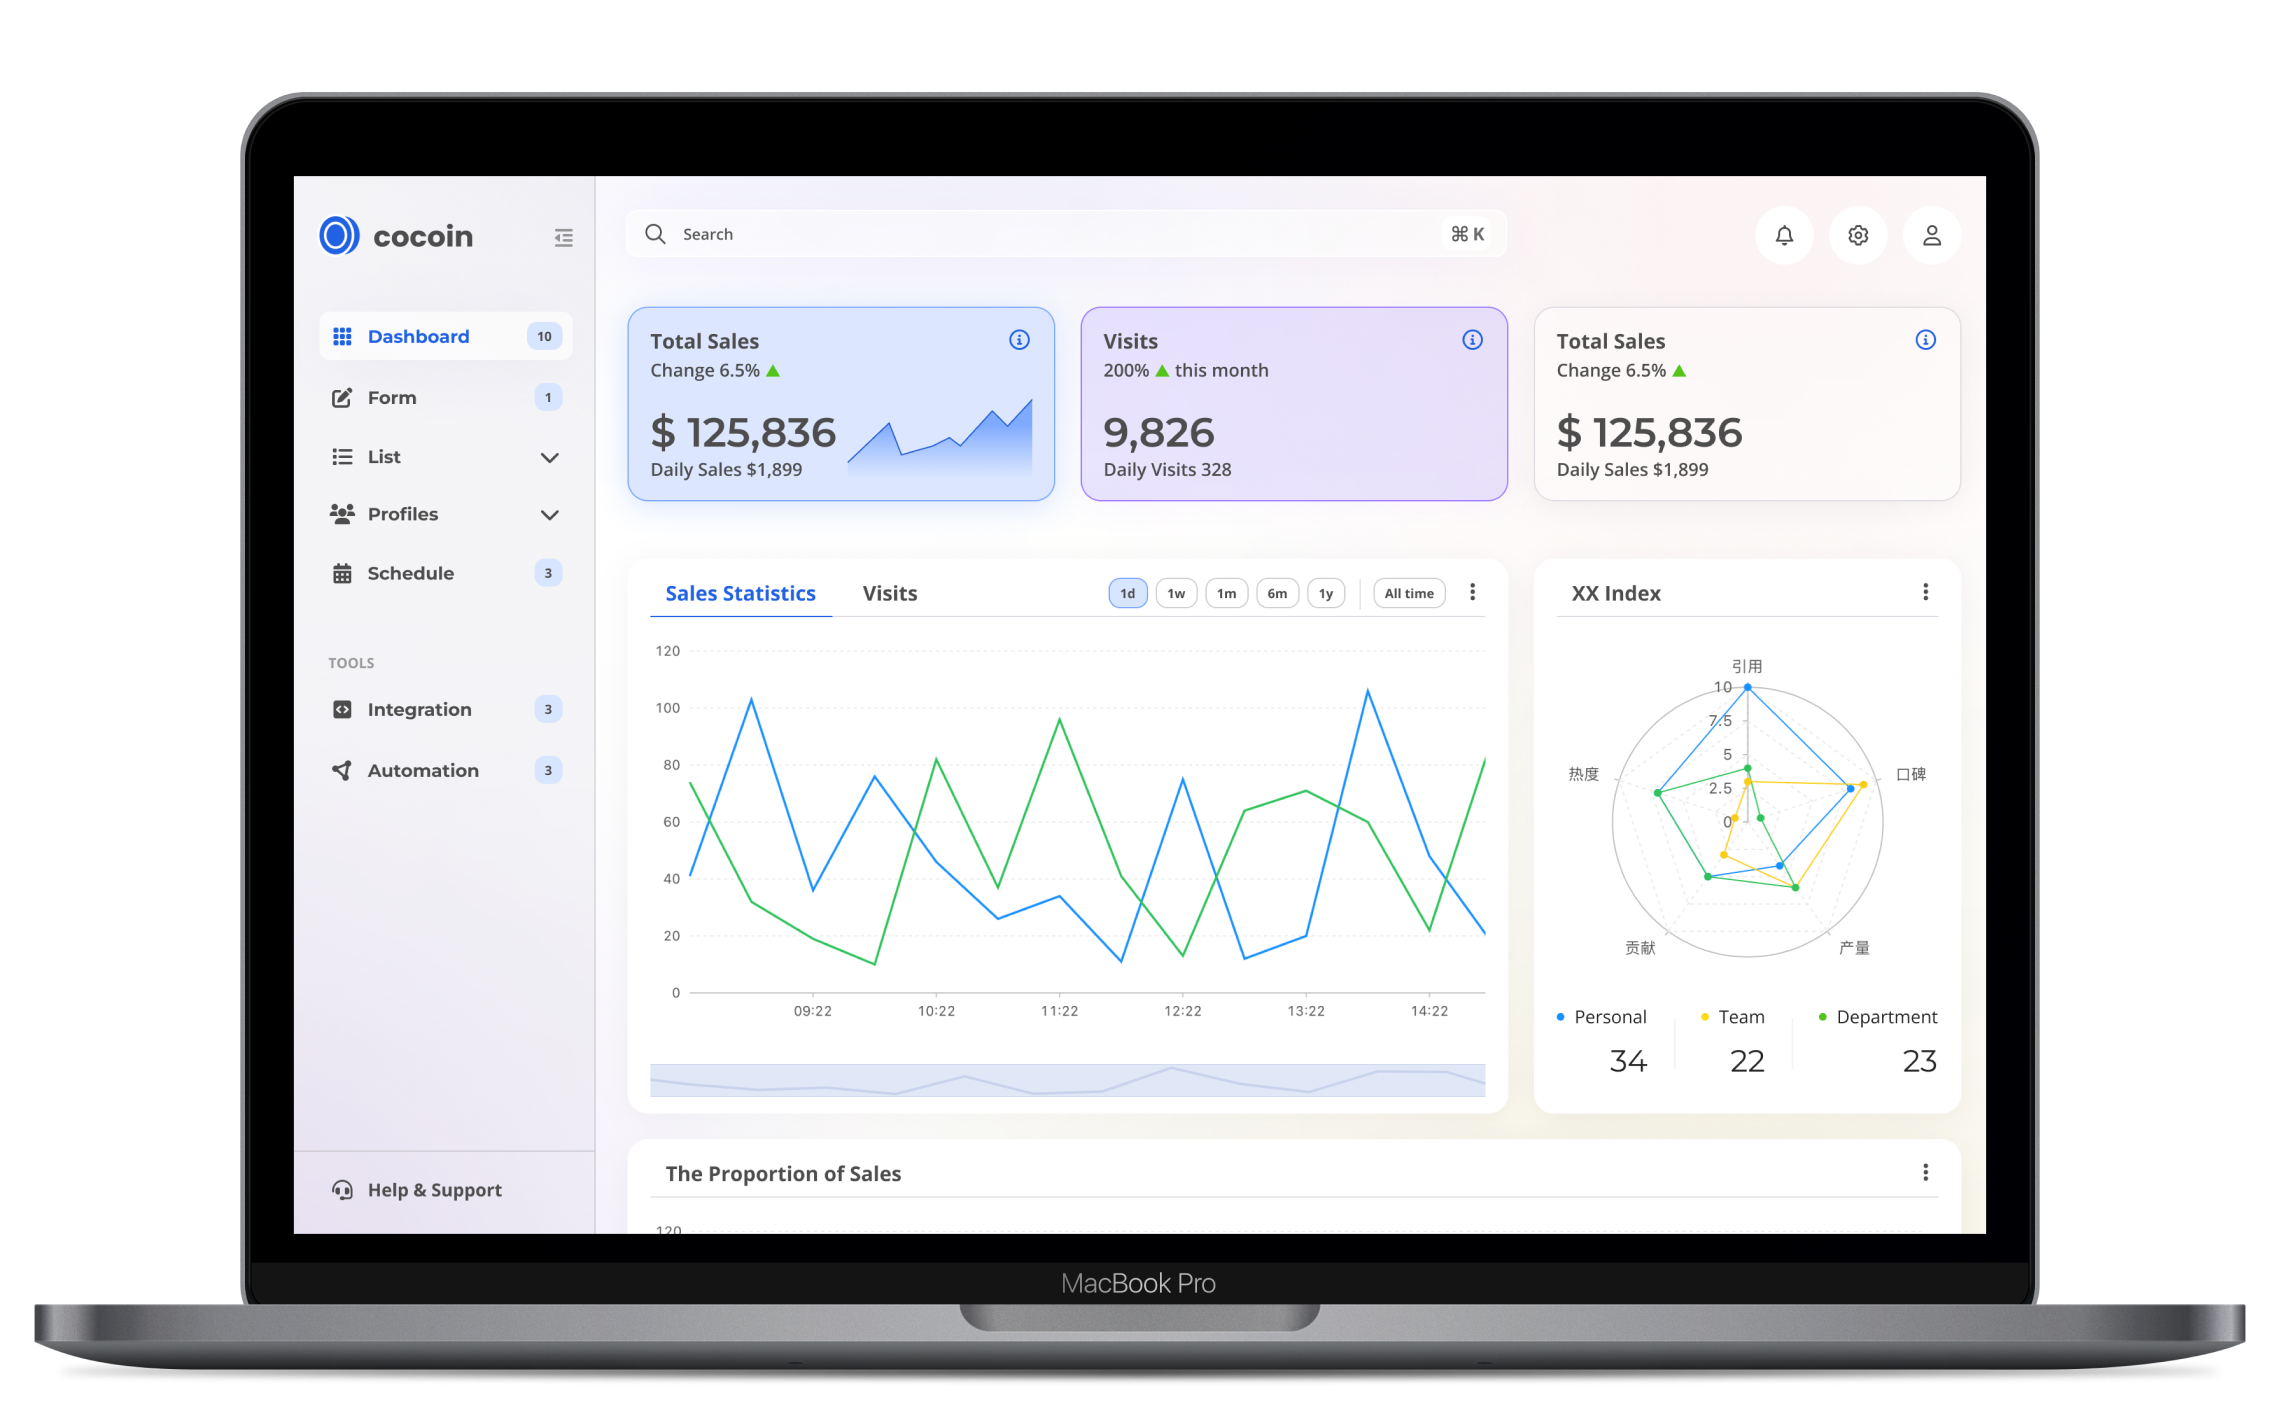 cocoin
Dashboard 10
Form 1
List
Profiles
Schedule 3
TOOLS
Integration 3
Automation 3
Help & Support
Search ⌘ K
Total Sales
Change 6.5% ▲
$ 125,836
Daily Sales $1,899
Visits
200% ▲ this month
9,826
Daily Visits 328
Total Sales
Change 6.5% ▲
$ 125,836
Daily Sales $1,899
Sales Statistics Visits 1d 1w 1m 6m 1y All time
120
100
80
60
40
20
0
09:22 10:22 11:22 12:22 13:22 14:22
XX Index
引用
10
7.5
5
2.5
0
热度 口碑
贡献 产量
Personal Team Department
34 22 23
The Proportion of Sales
120
MacBook Pro